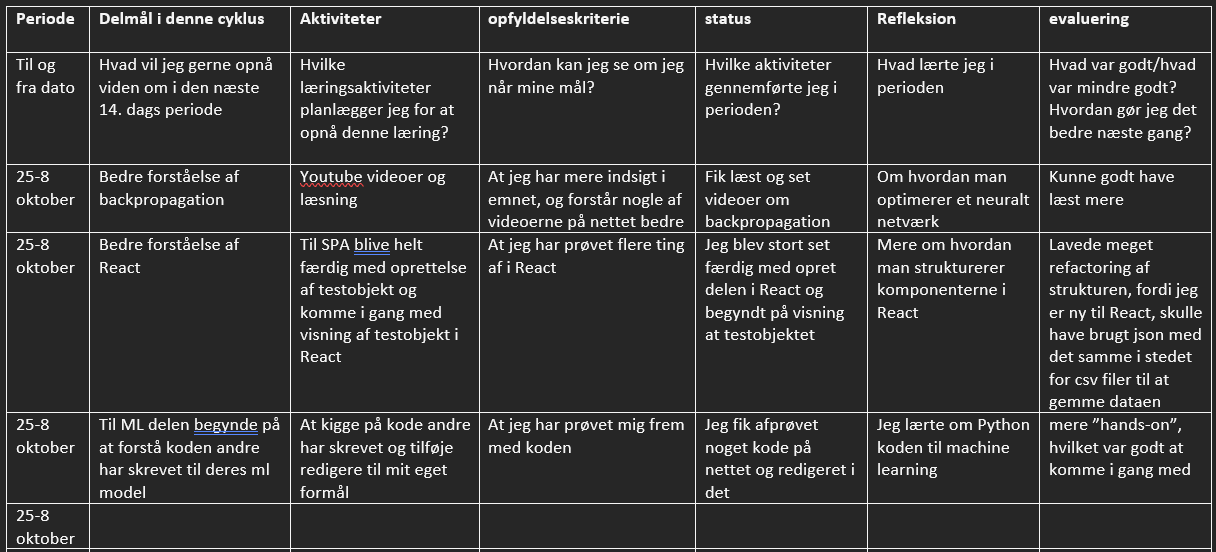 Periode
Delmål i denne cyklus
Aktiviteter
opfyldelseskriterie
status
Refleksion
evaluering
Til og
fra dato
Hvad vil jeg gerne opnå
viden om i den næste
14. dags periode
Hvilke
læringsaktiviteter
planlægger jeg for at
opnå denne læring?
Hvordan kan jeg se om jeg
når mine mål?
Hvilke aktiviteter
gennemførte jeg i
perioden?
Hvad lærte jeg i
perioden
Hvad var godt/hvad
var mindre godt?
Hvordan gør jeg det
bedre næste gang?
25-8
oktober
Bedre forståelse af
backpropagation
Youtube videoer og
læsning
At jeg har mere indsigt i
emnet, og forstår nogle af
videoerne på nettet bedre
Fik læst og set
videoer om
backpropagation
Om hvordan man
optimerer et neuralt
netværk
Kunne godt have
læst mere
25-8
oktober
Bedre forståelse af
React
Til SPA blive helt
færdig med oprettelse
af testobjekt og
komme i gang med
visning af testobjekt i
React
At jeg har prøvet flere ting
af i React
Jeg blev stort set
færdig med opret
delen i React og
begyndt på visning
at testobjektet
Mere om hvordan
man strukturerer
komponenterne i
React
Lavede meget
refactoring af
strukturen, fordi jeg
er ny til React, skulle
have brugt json med
det samme i stedet
for csv filer til at
gemme dataen
25-8
oktober
Til ML delen begynde på
at forstå koden andre
har skrevet til deres ml
model
At kigge på kode andre
har skrevet og tilføje
redigere til mit eget
formål
At jeg har prøvet mig frem
med koden
Jeg fik afprøvet
noget kode på
nettet og redigeret i
det
Jeg lærte om Python
koden til machine
learning
mere ”hands-on”,
hvilket var godt at
komme i gang med
25-8
oktober